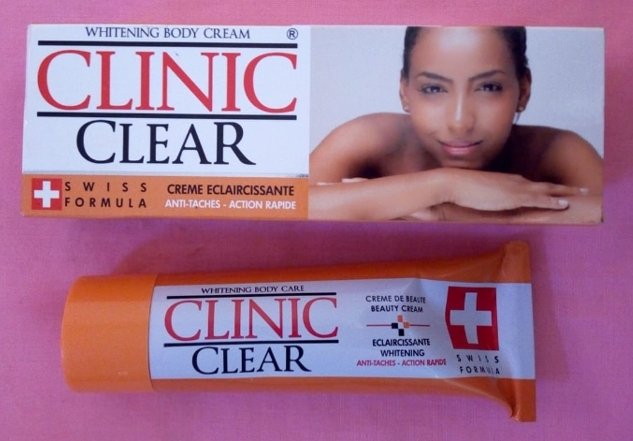 WHITENING BODY CREAM ®
CLINIC
CLEAR
SWISS
FORMULA
CREME ECLAIRCISSANTE
ANTI-TACHES - ACTION RAPIDE
WHITENING BODY CARE
CLINIC
CLEAR
CREME DE BEAUTE
BEAUTY CREAM
ECLAIRCISSANTE
WHITENING
ANTI-TACHES - ACTION RAPIDE
SWISS
FORMULA